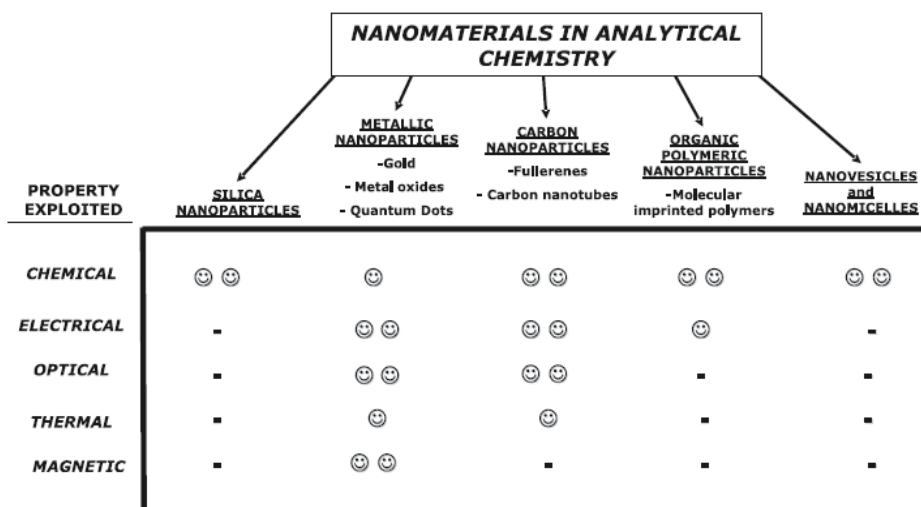 NANOMATERIALS IN ANALYTICAL
CHEMISTRY
PROPERTY
EXPLOITED
SILICA
NANOPARTICLES
METALLIC
NANOPARTICLES
-Gold
- Metal oxides
- Quantum Dots
CARBON
NANOPARTICLES
-Fullerenes
- Carbon nanotubes
ORGANIC
POLYMERIC
NANOPARTICLES
-Molecular
imprinted polymers
NANOVESICLES
and
NANOMICELLES
CHEMICAL ☺☺ ☺ ☺☺ ☺☺ ☺☺
ELECTRICAL - ☺☺ ☺☺ ☺ -
OPTICAL - ☺☺ ☺☺ - -
THERMAL - ☺ ☺ - -
MAGNETIC - ☺☺ - - -